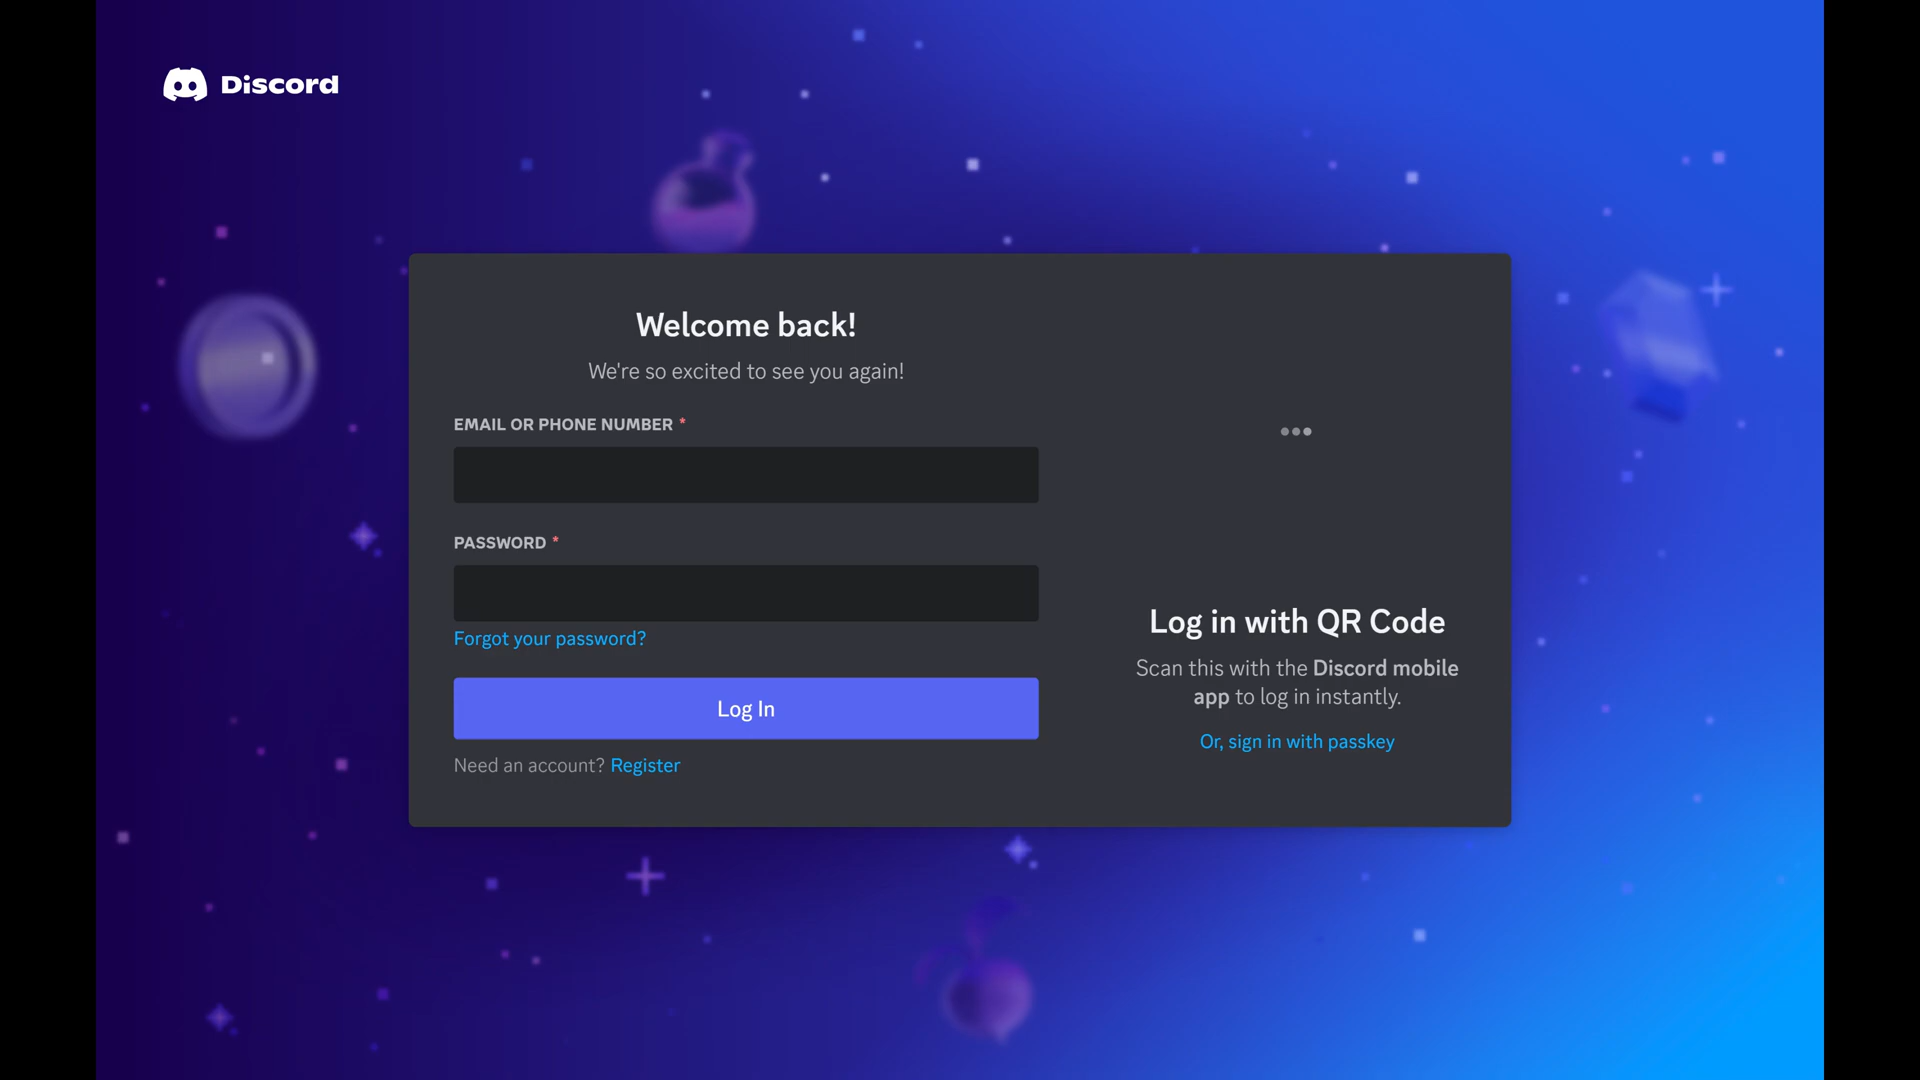 Discord
Welcome back!
We're so excited to see you again!
EMAIL OR PHONE NUMBER *
PASSWORD *
Forgot your password?
Log In
Need an account? Register
Log in with QR Code
Scan this with the Discord mobile
app to log in instantly.
Or, sign in with passkey